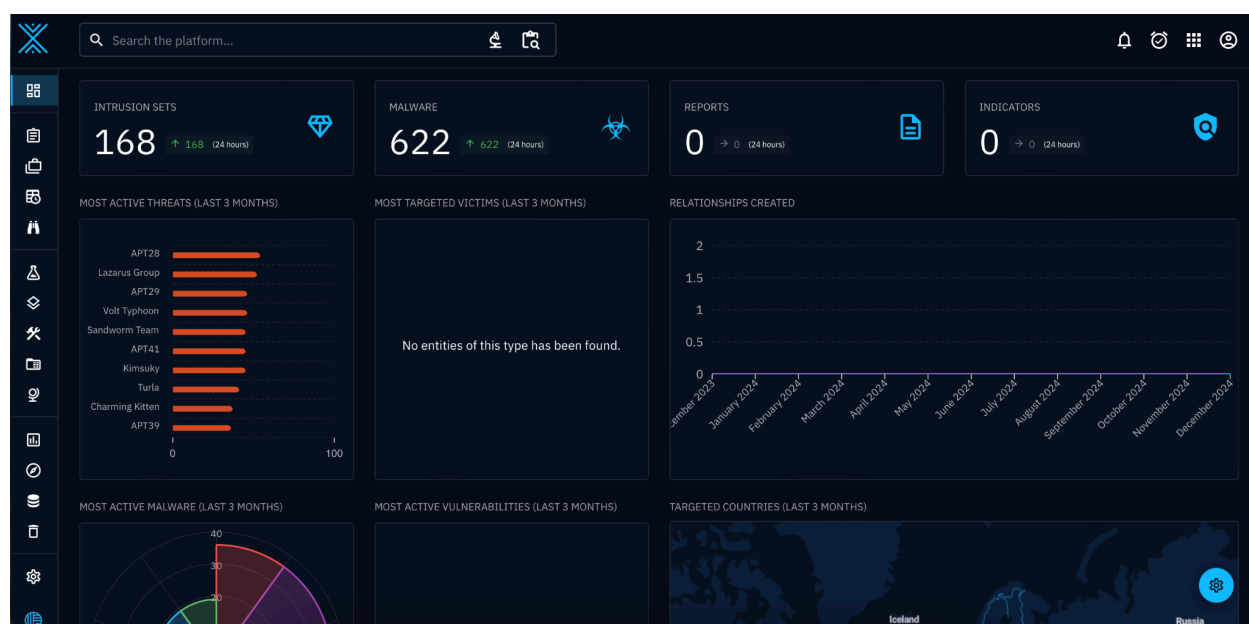 Search the platform...
INTRUSION SETS
168 168 (24 hours)
MALWARE
622 622 (24 hours)
REPORTS
0 0 (24 hours)
INDICATORS
0 0 (24 hours)
MOST ACTIVE THREATS (LAST 3 MONTHS)
APT28
Lazarus Group
APT29
Volt Typhoon
Sandworm Team
APT41
Kimsuky
Turla
Charming Kitten
APT39
0 100
MOST TARGETED VICTIMS (LAST 3 MONTHS)
No entities of this type has been found.
RELATIONSHIPS CREATED
2
1.5
1
0.5
0
cember 2023
January 2024
February 2024
March 2024
April 2024
May 2024
June 2024
July 2024
August 2024
September 2024
October 2024
November 2024
December 2024
MOST ACTIVE MALWARE (LAST 3 MONTHS)
40
30
20
MOST ACTIVE VULNERABILITIES (LAST 3 MONTHS)
TARGETED COUNTRIES (LAST 3 MONTHS)
Iceland
Russia